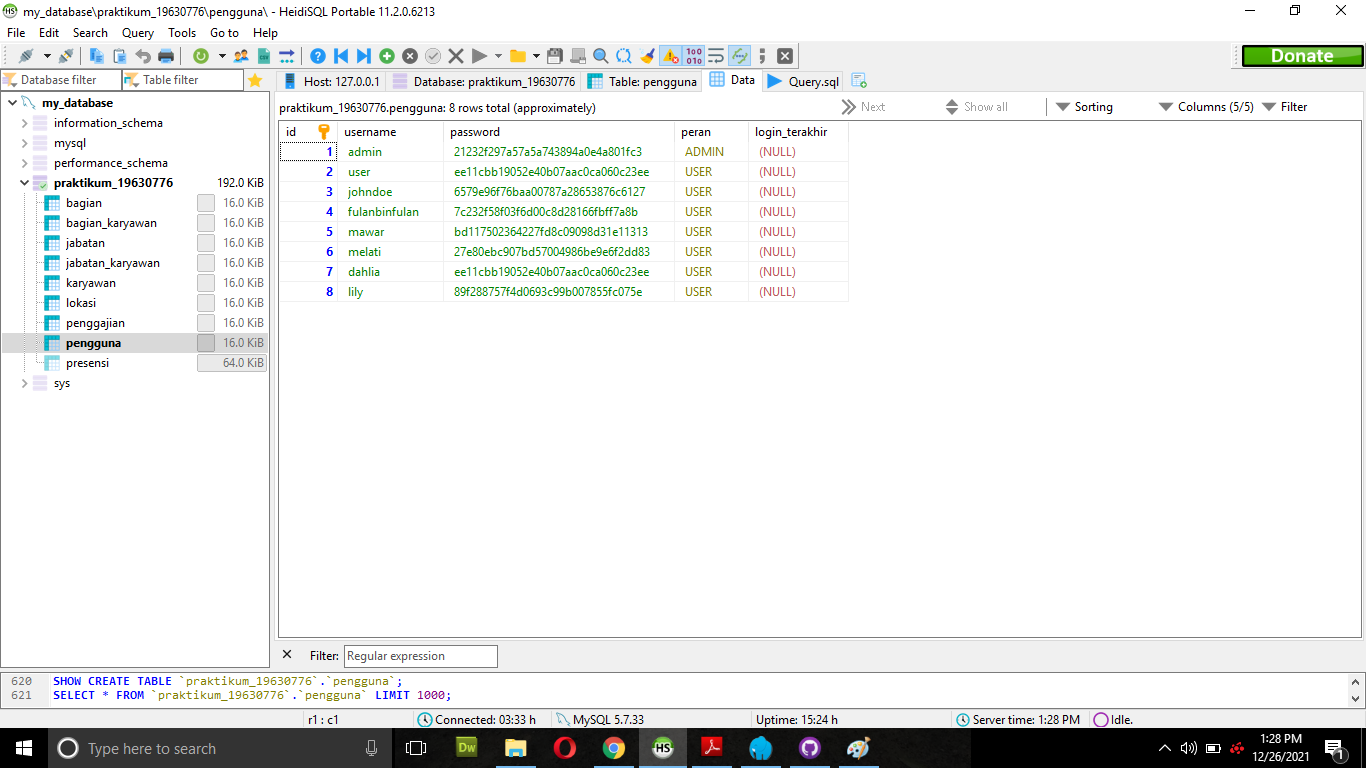 my_database\praktikum_19630776\pengguna\ - HeidiSQL Portable 11.2.0.6213
File Edit Search Query Tools Go to Help
Donate
Database filter Table filter
Host: 127.0.0.1 Database: praktikum_19630776 Table: pengguna Data Query.sql
my_database
information_schema
mysql
performance_schema
praktikum_19630776 192.0 KiB
bagian 16.0 KiB
bagian_karyawan 16.0 KiB
jabatan 16.0 KiB
jabatan_karyawan 16.0 KiB
karyawan 16.0 KiB
lokasi 16.0 KiB
penggajian 16.0 KiB
pengguna 16.0 KiB
presensi 64.0 KiB
sys
praktikum_19630776.pengguna: 8 rows total (approximately) Next Show all Sorting Columns (5/5) Filter
id username password peran login_terakhir
1 admin 21232f297a57a5a743894a0e4a801fc3 ADMIN (NULL)
2 user ee11cbb19052e40b07aac0ca060c23ee USER (NULL)
3 johndoe 6579e96f76baa00787a28653876c6127 USER (NULL)
4 fulanbinfulan 7c232f58f03f6d00c8d28166fbff7a8b USER (NULL)
5 mawar bd117502364227fd8c09098d31e11313 USER (NULL)
6 melati 27e80ebc907bd57004986be9e6f2dd83 USER (NULL)
7 dahlia ee11cbb19052e40b07aac0ca060c23ee USER (NULL)
8 lily 89f288757f4d0693c99b007855fc075e USER (NULL)
Filter: Regular expression
620 SHOW CREATE TABLE `praktikum_19630776`.`pengguna`;
621 SELECT * FROM `praktikum_19630776`.`pengguna` LIMIT 1000;
r1 : c1 Connected: 03:33 h MySQL 5.7.33 Uptime: 15:24 h Server time: 1:28 PM Idle.
Type here to search
Dw
HS
1:28 PM
12/26/2021
1